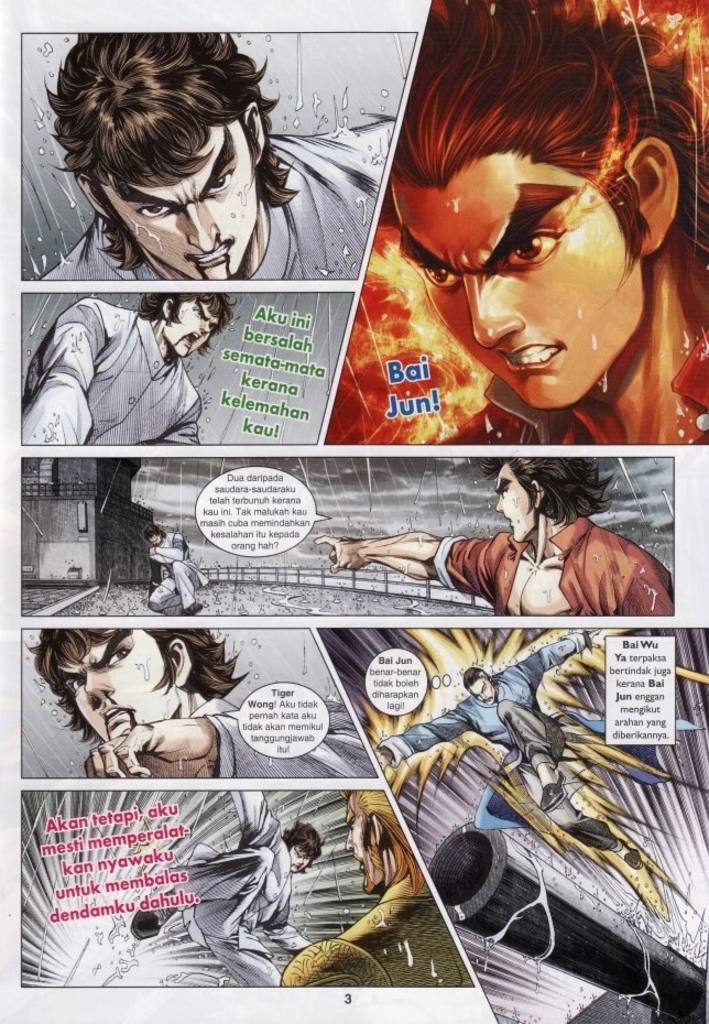 Bai
Jun!
Aku ini
bersalah
semata-mata
kerana
kelemahan
kau!
Dua daripada
saudara-saudaraku
telah terbunuh kerana
kau ini. Tak malukah kau
masih cuba memindahkan
kesalahan itu kepada
orang hah?
Tiger
Wong! Aku tidak
pernah kata aku
tidak akan memikul
tanggungjawab
itu!
Bai Jun
benar-benar
tidak boleh
diharapkan
lagi!
Bai Wu
Ya terpaksa
bertindak juga
kerana Bai
Jun enggan
mengikut
arahan yang
diberikannya.
Akan tetapi, aku
mesti memperalat-
kan nyawaku
untuk membalas
dendamku dahulu.
3